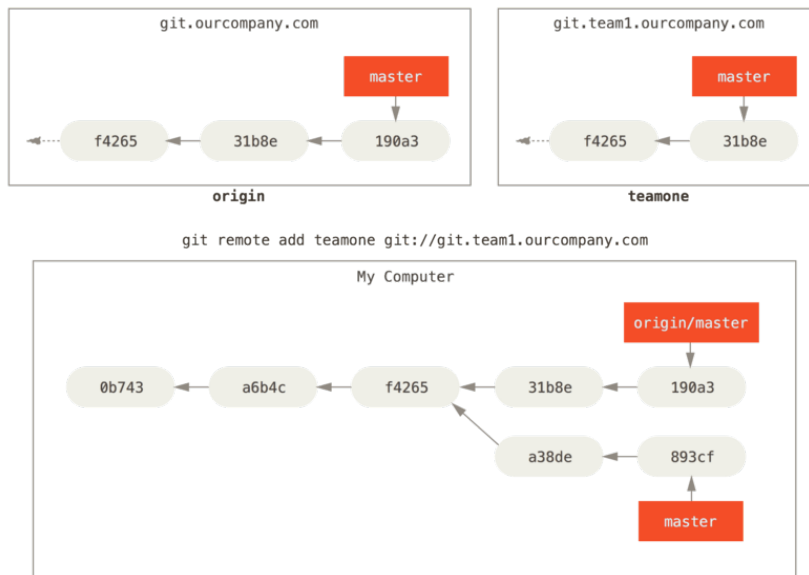 git.ourcompany.com
master
f4265 31b8e 190a3
origin
git.team1.ourcompany.com
master
f4265 31b8e
teamone
git remote add teamone git://git.team1.ourcompany.com
My Computer
origin/master
0b743 a6b4c f4265 31b8e 190a3
a38de 893cf
master